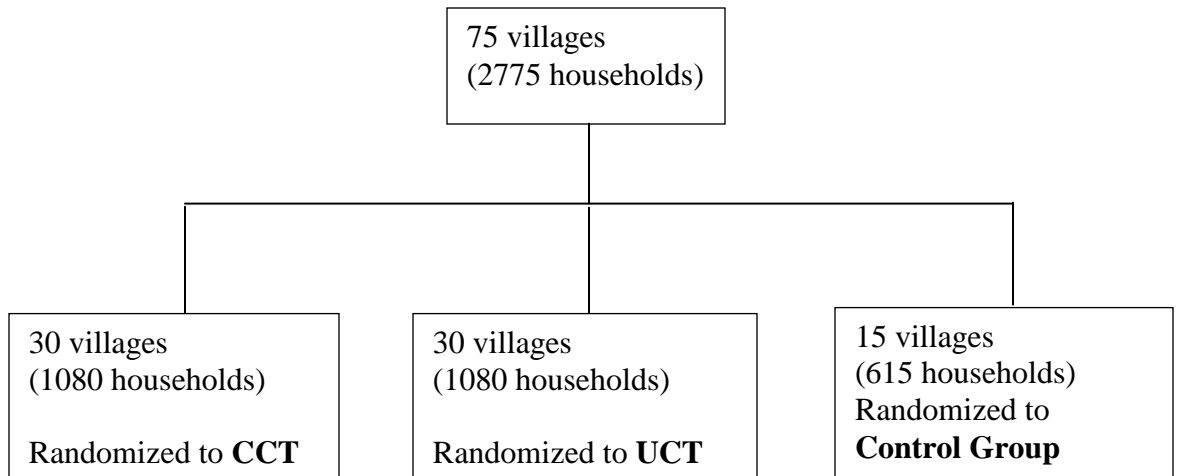 75 villages
(2775 households)
30 villages
(1080 households)
Randomized to CCT
30 villages
(1080 households)
Randomized to UCT
15 villages
(615 households)
Randomized to
Control Group